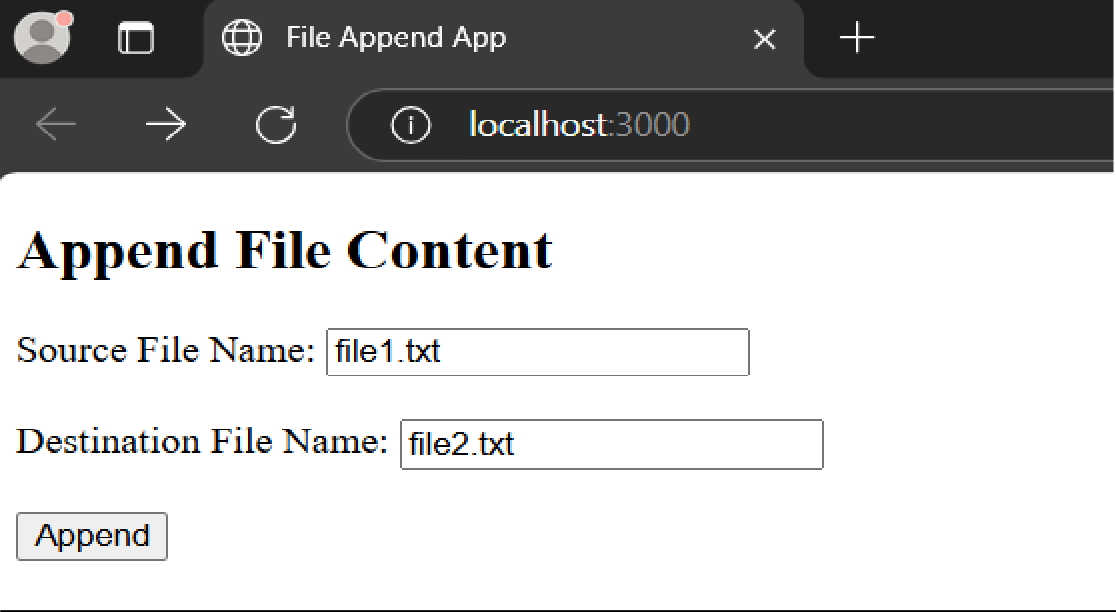 File Append App
localhost:3000
Append File Content
Source File Name: file1.txt
Destination File Name: file2.txt
Append